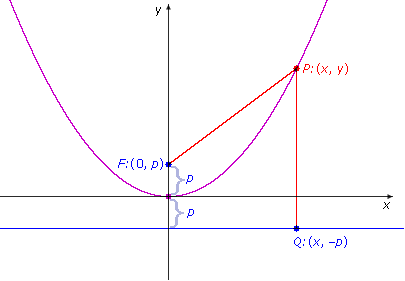 y
P:(x, y)
F:(0, p)
p
x
p
Q:(x, –p)